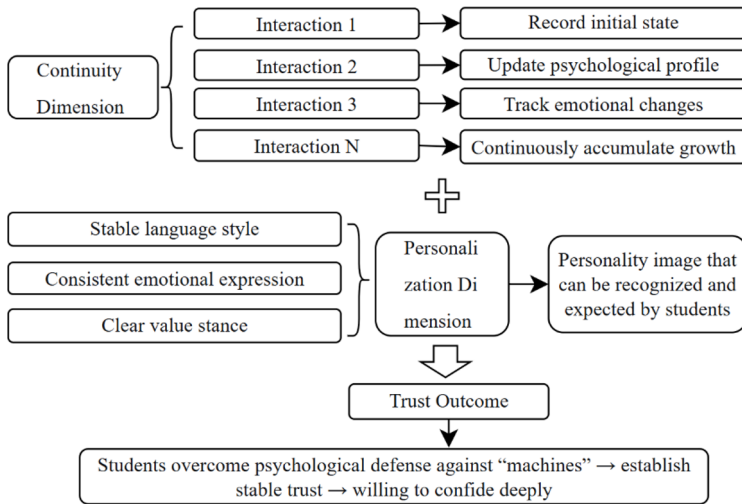 Interaction 1
Record initial state
Continuity
Dimension
Interaction 2
Update psychological profile
Interaction 3
Track emotional changes
Interaction N
Continuously accumulate growth
Stable language style
Consistent emotional expression
Clear value stance
Personali
zation Di
mension
Personality image that
can be recognized and
expected by students
Trust Outcome
Students overcome psychological defense against “machines” → establish
stable trust → willing to confide deeply